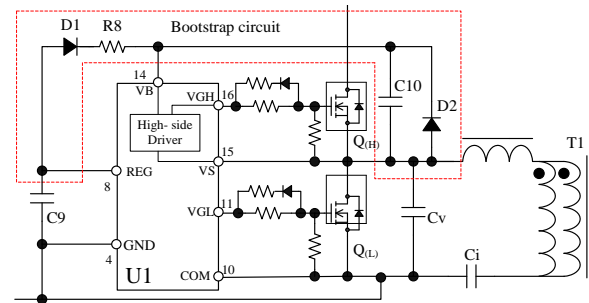 D1
R8
Bootstrap circuit
14
VB
VGH
16
C10
D2
High- side
Driver
Q(H)
T1
15
VS
REG
8
C9
VGL
11
Cv
GND
4
Q(L)
Ci
U1
COM
10